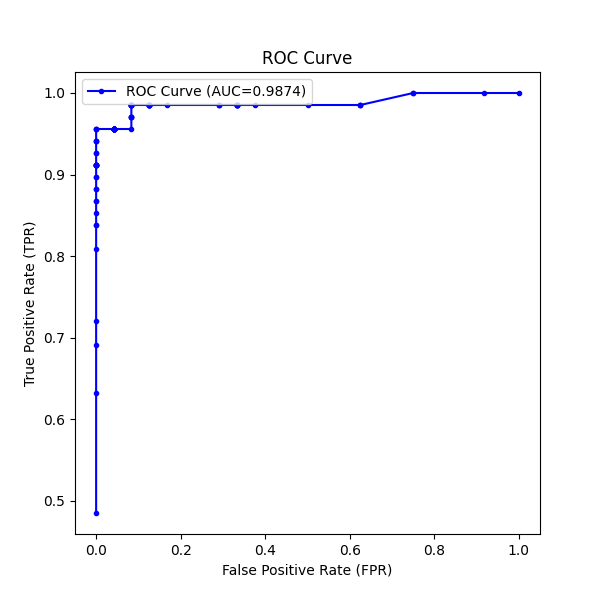 ROC Curve
ROC Curve (AUC=0.9874)
True Positive Rate (TPR)
1.0
0.9
0.8
0.7
0.6
0.5
0.0 0.2 0.4 0.6 0.8 1.0
False Positive Rate (FPR)